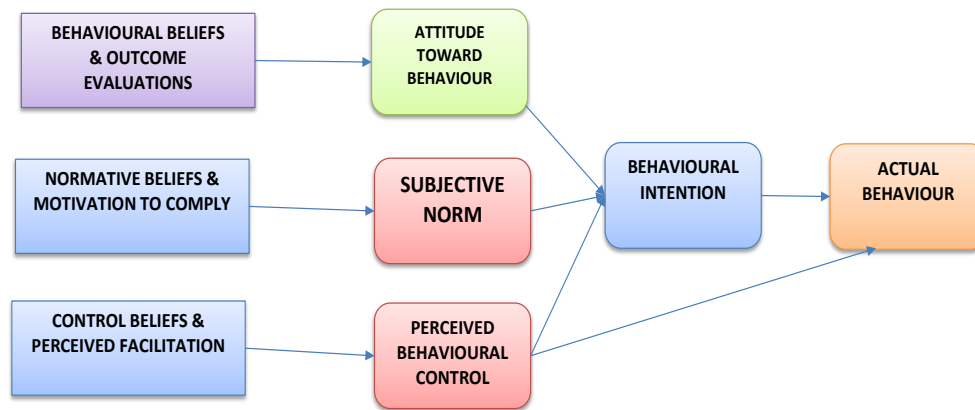 BEHAVIOURAL BELIEFS
& OUTCOME
EVALUATIONS
ATTITUDE
TOWARD
BEHAVIOUR
NORMATIVE BELIEFS &
MOTIVATION TO COMPLY
SUBJECTIVE
NORM
BEHAVIOURAL
INTENTION
ACTUAL
BEHAVIOUR
CONTROL BELIEFS &
PERCEIVED FACILITATION
PERCEIVED
BEHAVIOURAL
CONTROL